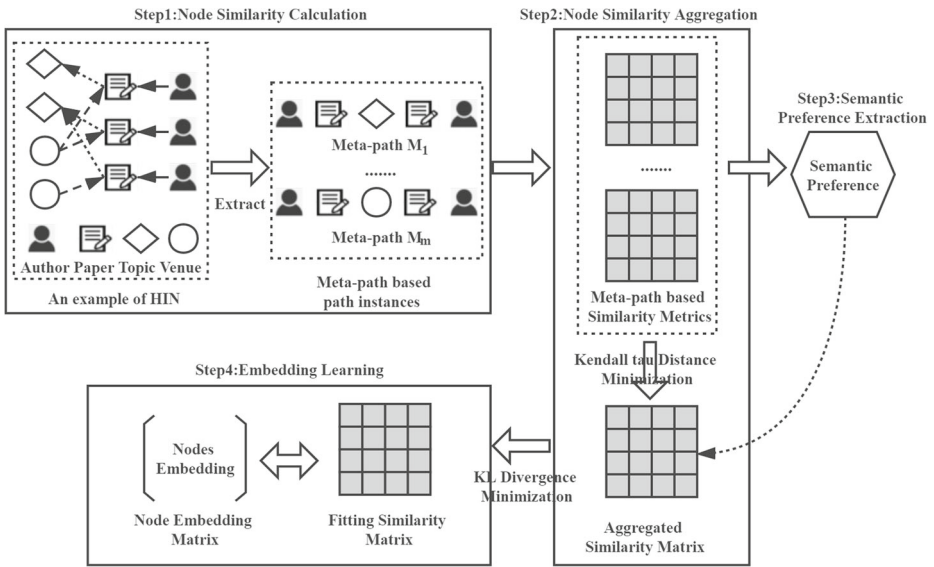 Step1:Node Similarity Calculation
Extract
Author Paper Topic Venue
An example of HIN
Meta-path M1
.......
Meta-path Mm
Meta-path based
path instances
Step2:Node Similarity Aggregation
.......
Meta-path based
Similarity Metrics
Kendall tau Distance
Minimization
Aggregated
Similarity Matrix
Step3:Semantic
Preference Extraction
Semantic
Preference
Step4:Embedding Learning
KL Divergence
Minimization
Nodes
Embedding
Node Embedding
Matrix
Fitting Similarity
Matrix